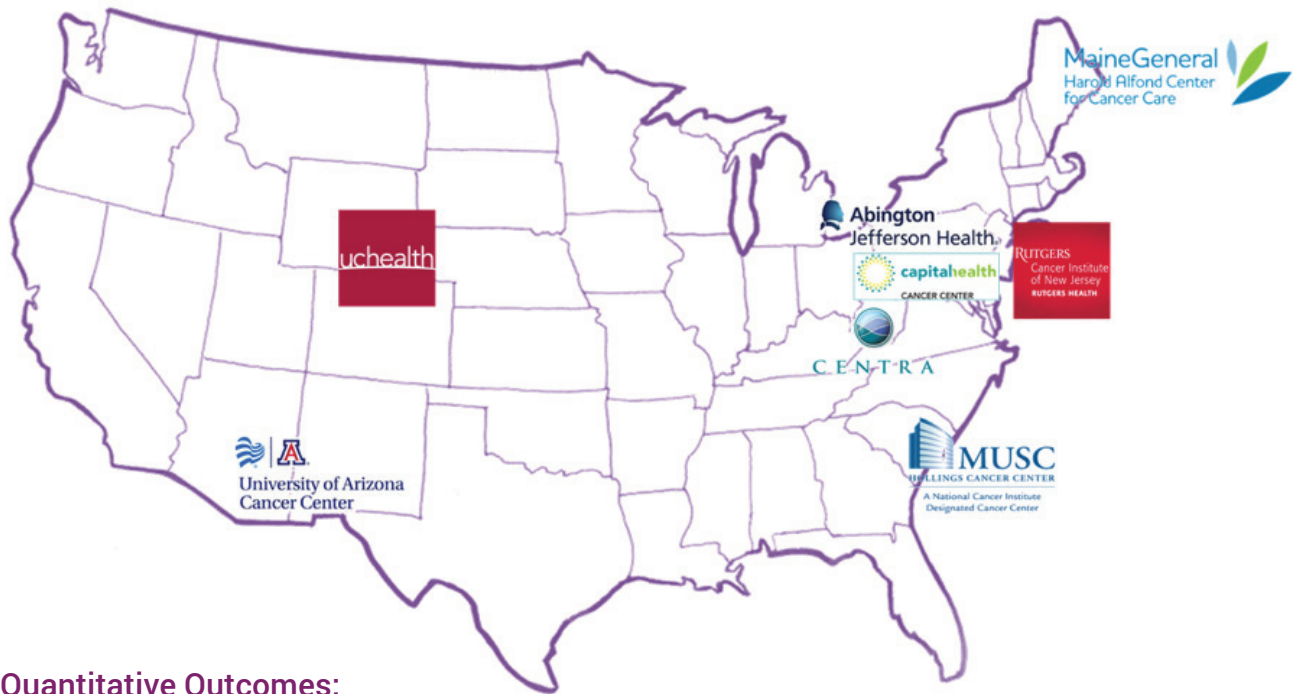 MaineGeneral
Harold Alfond Center
for Cancer Care
Abington
Jefferson Health
uchealth
RUTGERS
Cancer Institute
of New Jersey
RUTGERS HEALTH
capitalhealth
CANCER CENTER
CENTRA
A
University of Arizona
Cancer Center
MUSC
HOLLINGS CANCER CENTER
A National Cancer Institute
Designated Cancer Center
Quantitative Outcomes: